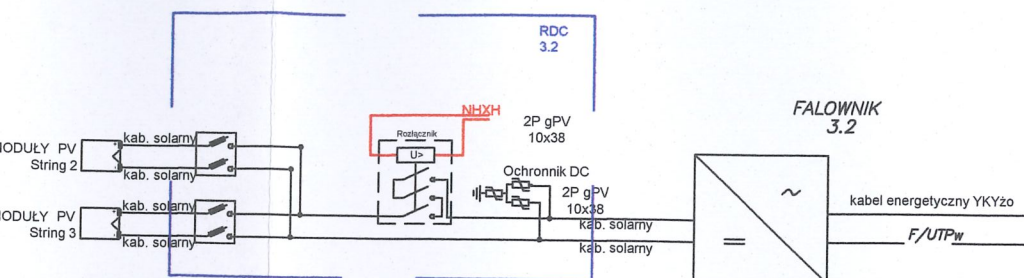 RDC
3.2
NHXH
2P gPV
10x38
FALOWNIK
3.2
kab. solarny
Rozłącznik
MODUŁY PV
String 2
U>
kab. solarny
Ochronnik DC
2P gPV
10x38
kab. solarny
MODUŁY PV
String 3
kab. solarny
kab. solarny
kab. solarny
kabel energetyczny YKYżo
F/UTPw